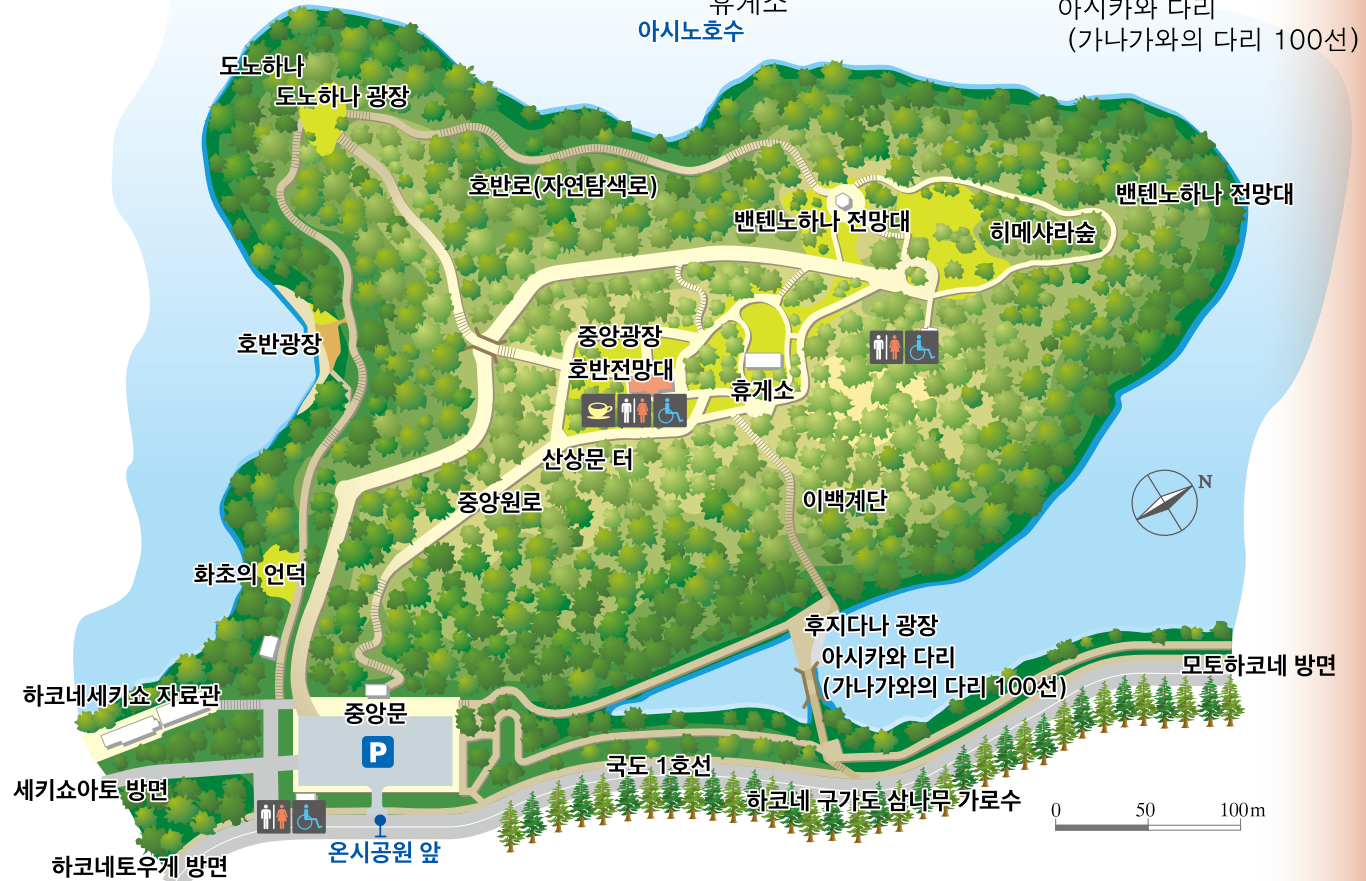 휴게소
아시카와 다리
(가나가와의 다리 100선)
아시노호수
도노하나
도노하나 광장
호반로(자연탐색로)
밴텐노하나 전망대
밴텐노하나 전망대
히메샤라숲
호반광장
중앙광장
호반전망대
휴게소
산상문 터
중앙원로
이백계단
N
화초의 언덕
후지다나 광장
아시카와 다리
(가나가와의 다리 100선)
모토하코네 방면
하코네세키쇼 자료관
중앙문
P
국도 1호선
세키쇼아토 방면
하코네 구가도 삼나무 가로수
0 50 100m
온시공원 앞
하코네토우게 방면